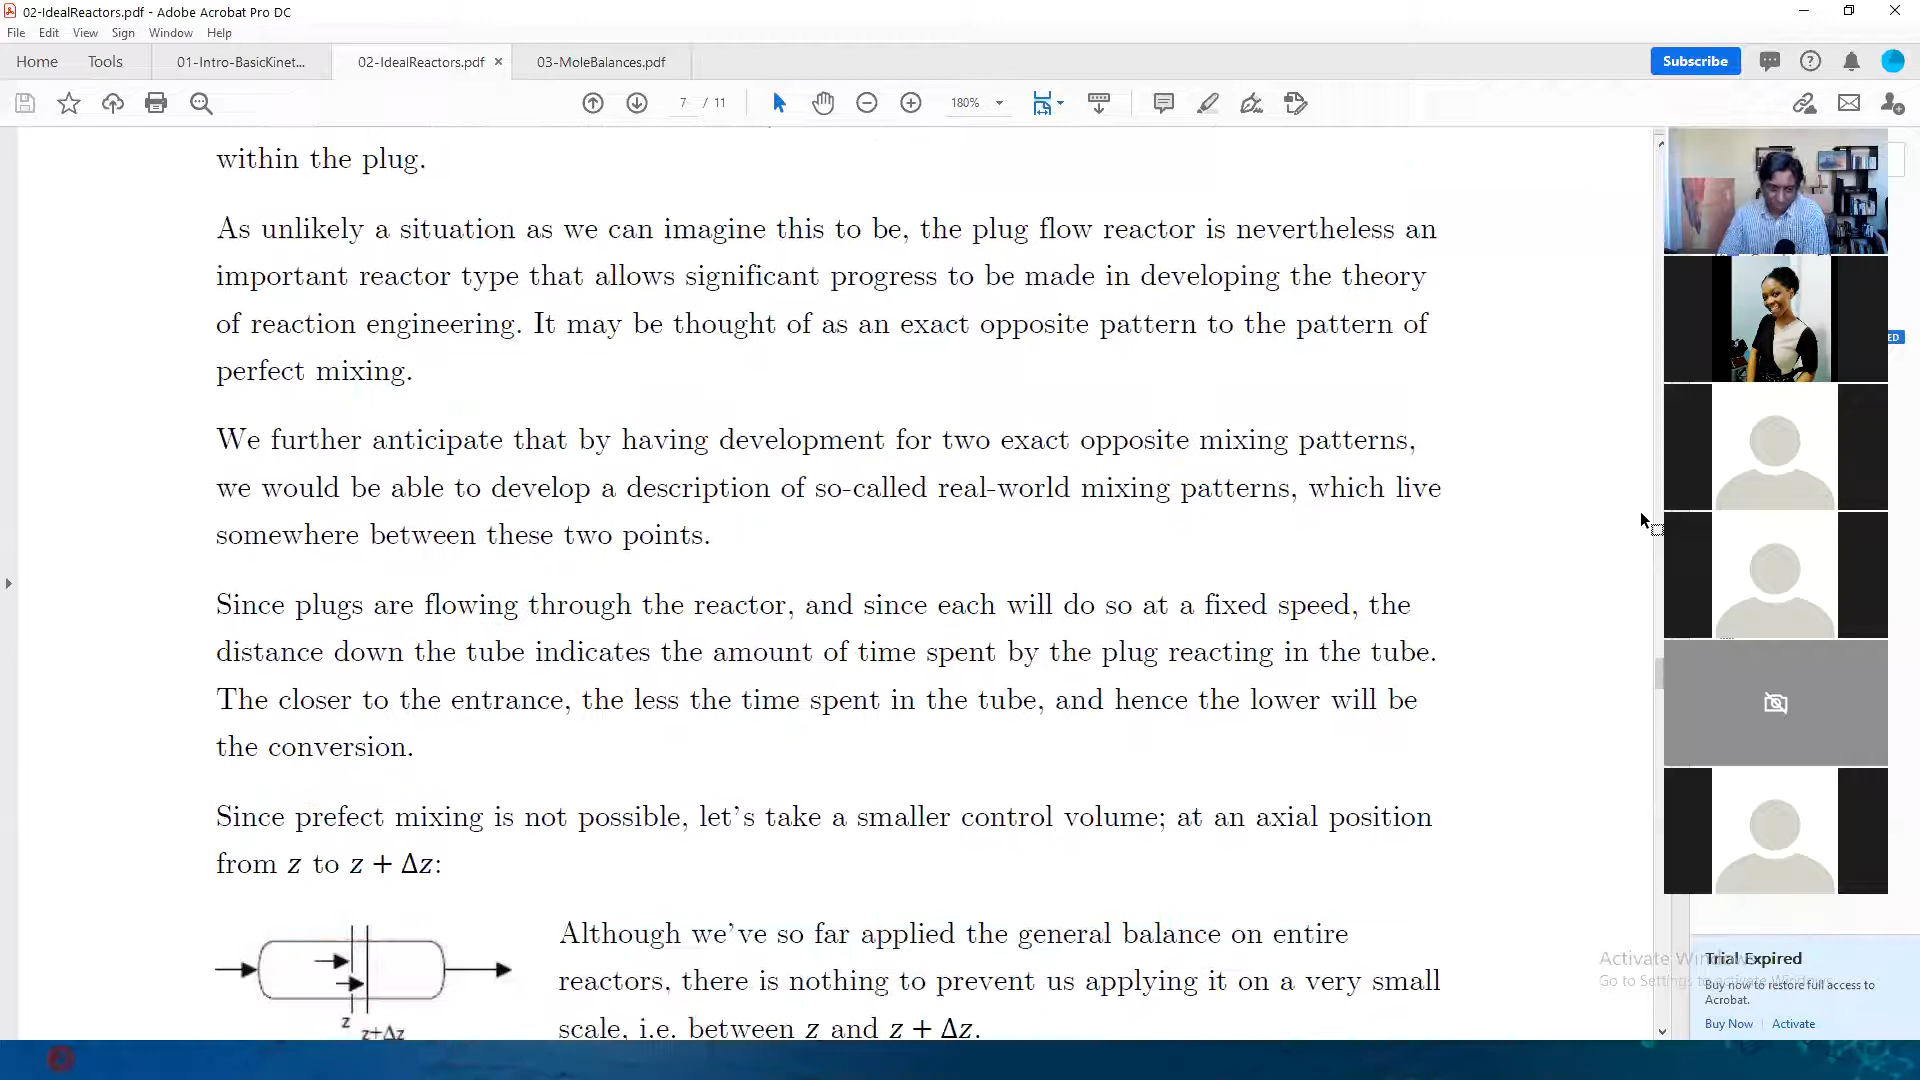 02-IdealReactors.pdf - Adobe Acrobat Pro DC
File Edit View Sign Window Help
Home Tools 01-Intro-BasicKinet... 02-IdealReactors.pdf × 03-MoleBalances.pdf Subscribe
7 / 11 180%
within the plug.
As unlikely a situation as we can imagine this to be, the plug flow reactor is nevertheless an
important reactor type that allows significant progress to be made in developing the theory
of reaction engineering. It may be thought of as an exact opposite pattern to the pattern of
perfect mixing.
We further anticipate that by having development for two exact opposite mixing patterns,
we would be able to develop a description of so-called real-world mixing patterns, which live
somewhere between these two points.
Since plugs are flowing through the reactor, and since each will do so at a fixed speed, the
distance down the tube indicates the amount of time spent by the plug reacting in the tube.
The closer to the entrance, the less the time spent in the tube, and hence the lower will be
the conversion.
Since prefect mixing is not possible, let's take a smaller control volume; at an axial position
from z to z + Δz:
Although we've so far applied the general balance on entire
reactors, there is nothing to prevent us applying it on a very small
scale, i.e. between z and z + Δz.
z
z+Δz
ED
Activate Windows
Go to Settings to activate Windows.
Trial Expired
Buy now to restore full access to
Acrobat.
Buy Now Activate